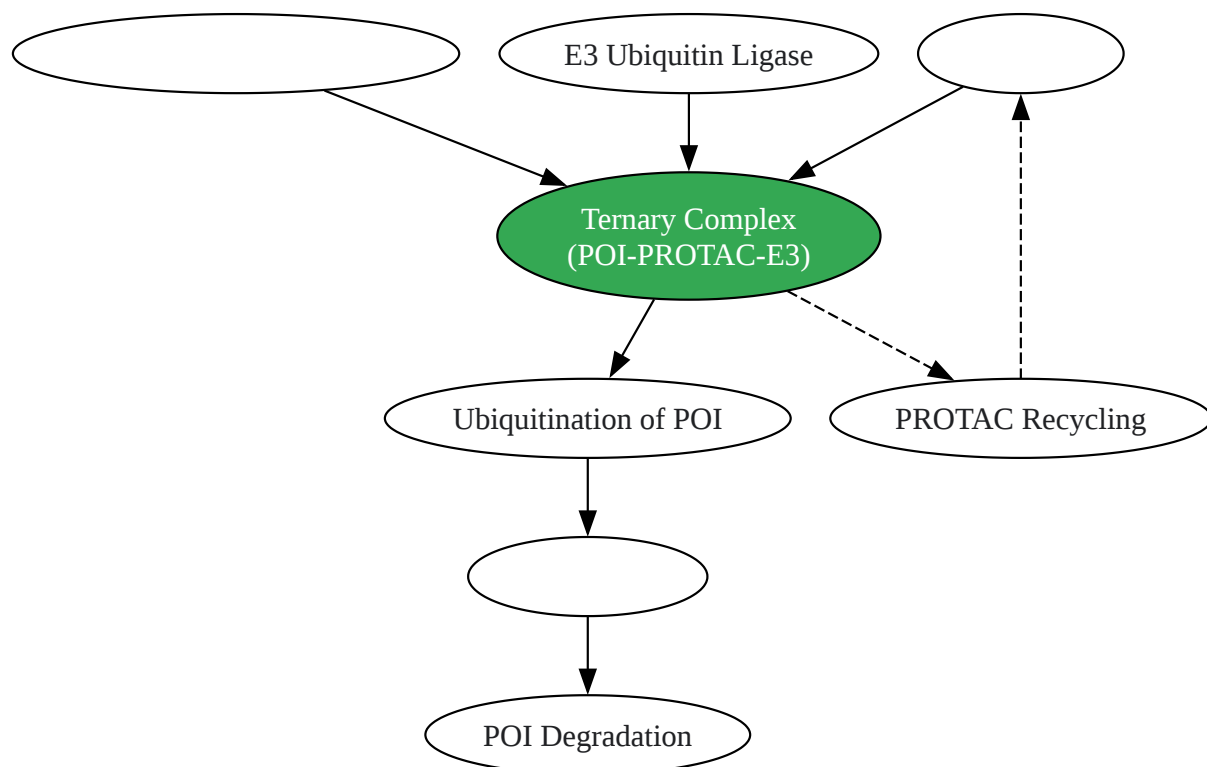 E3 Ubiquitin Ligase
Ternary Complex
(POI-PROTAC-E3)
Ubiquitination of POI
PROTAC Recycling
POI Degradation